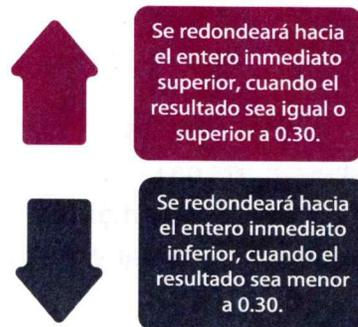 Se redondeará hacia
el entero inmediato
superior, cuando el
resultado sea igual o
superior a 0.30.
Se redondeará hacia
el entero inmediato
inferior, cuando el
resultado sea menor
a 0.30.